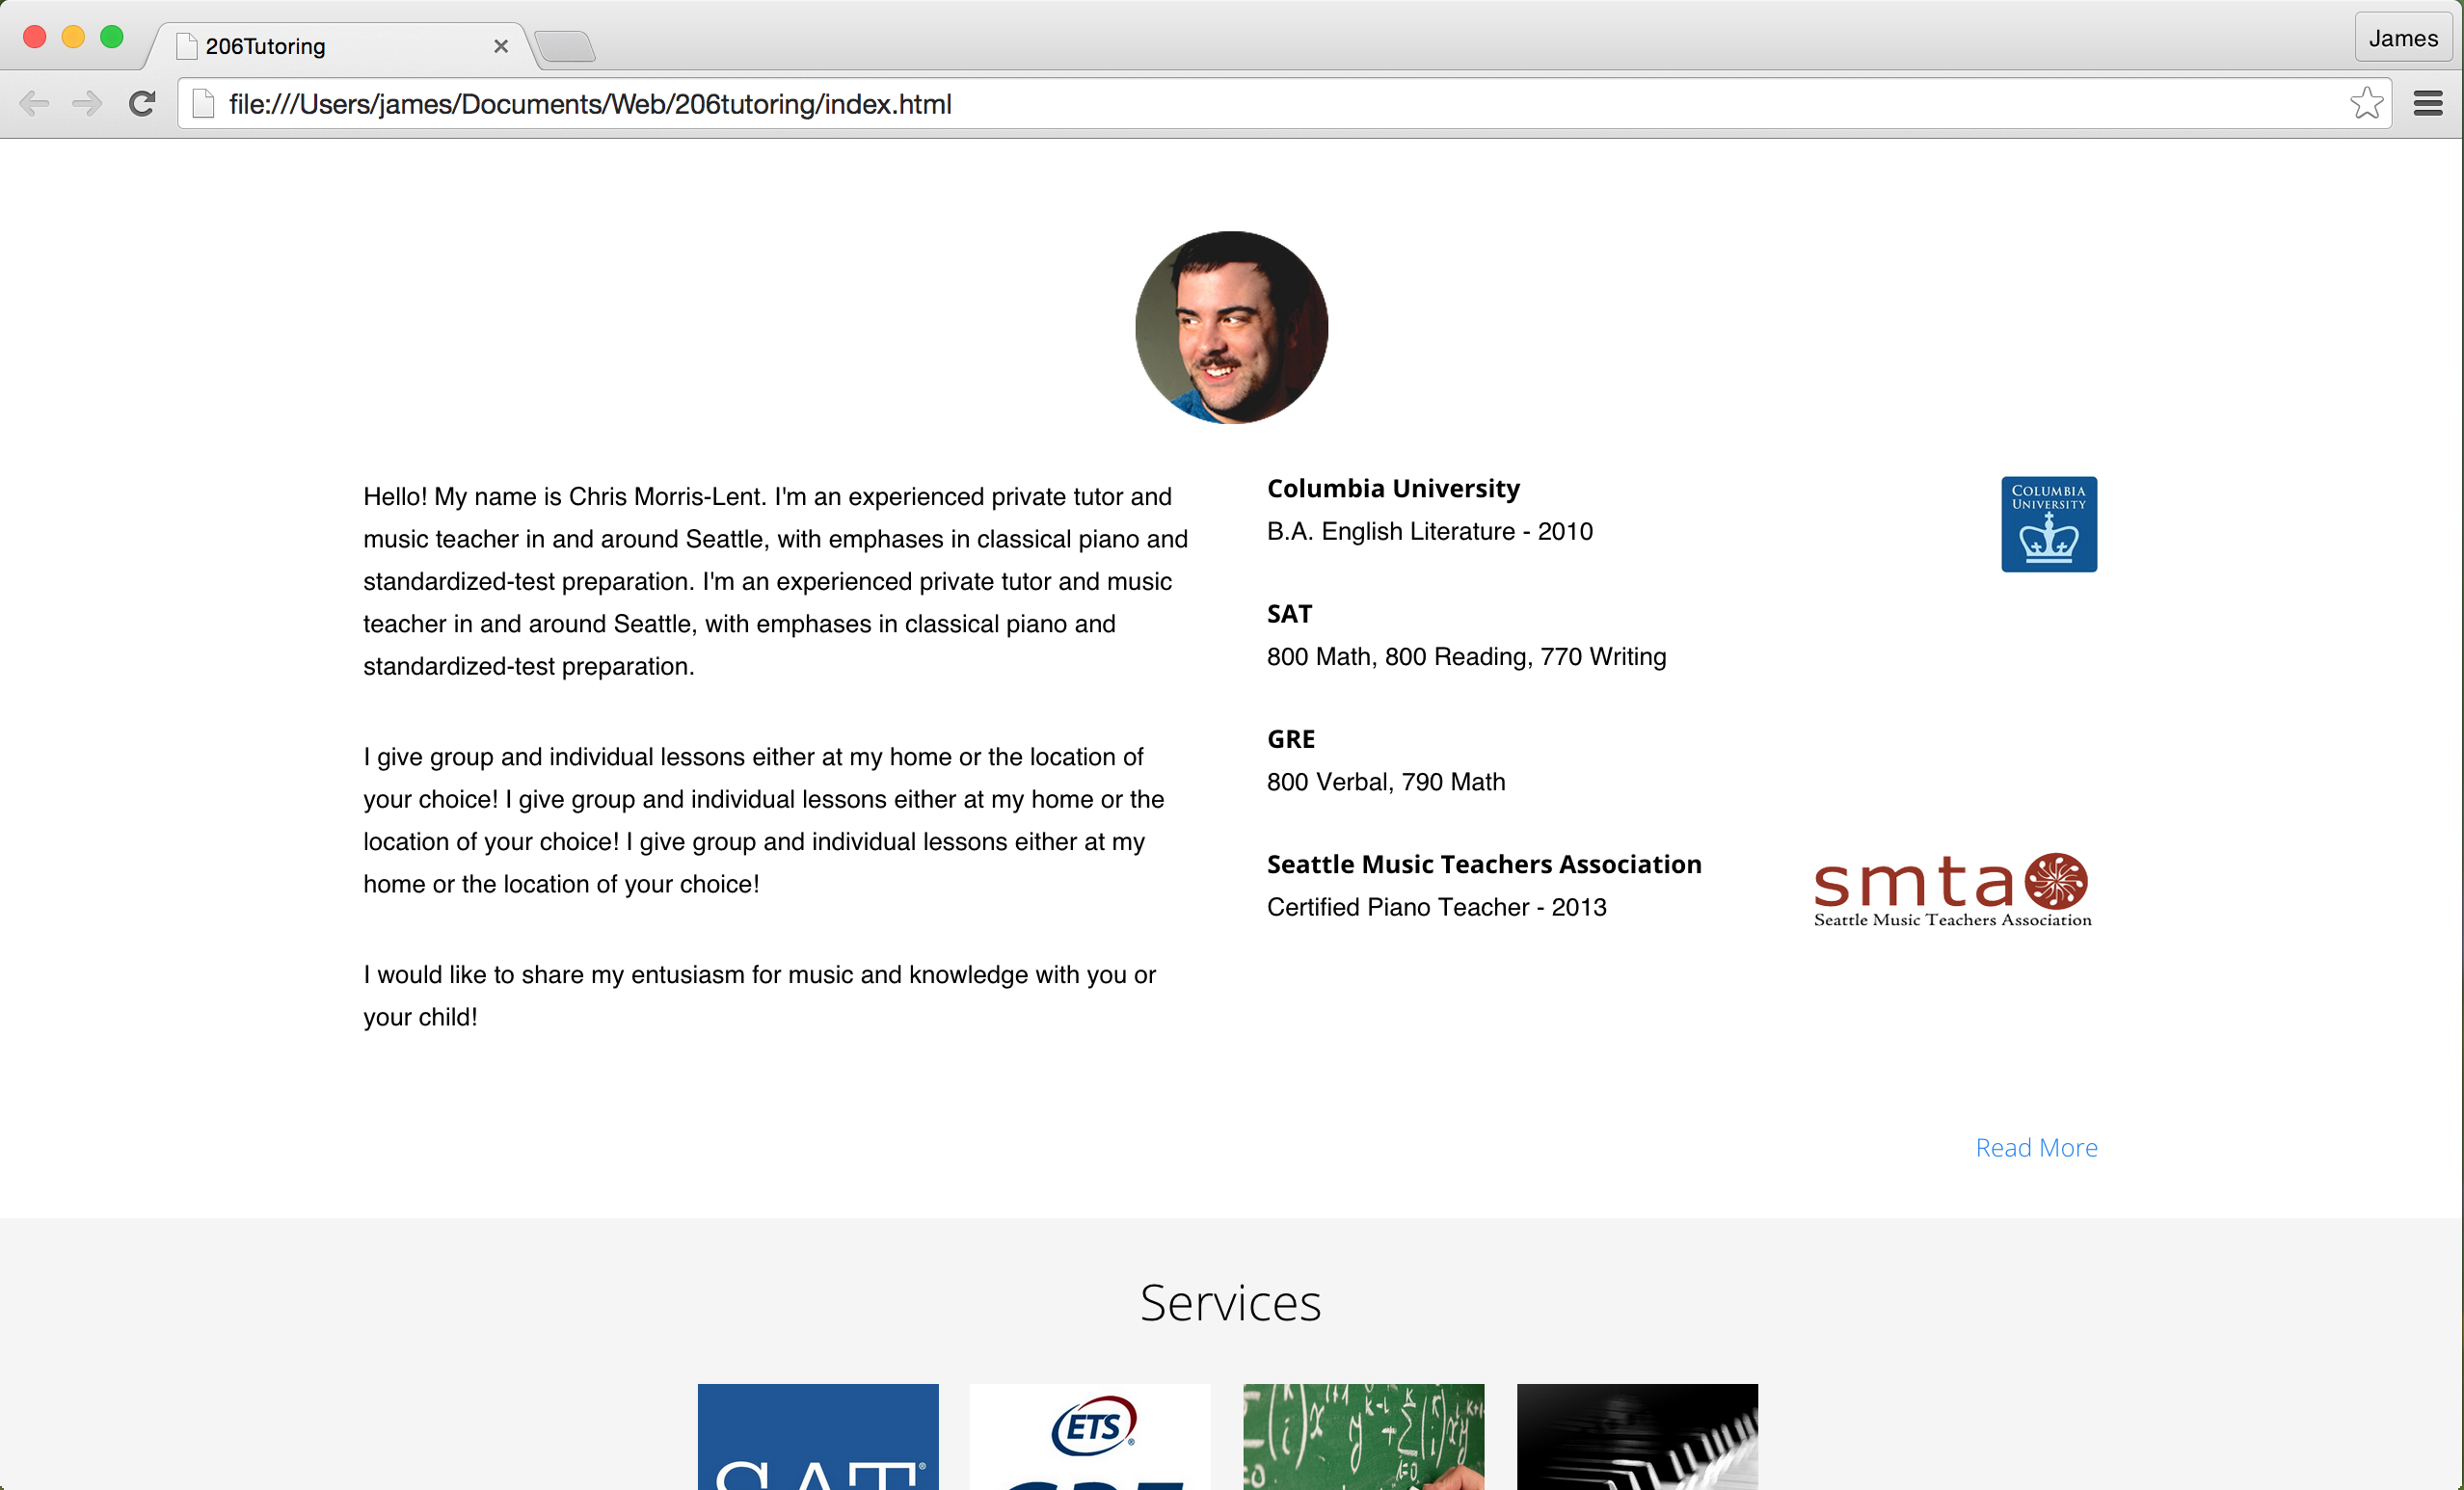 206Tutoring
James
file:///Users/james/Documents/Web/206tutoring/index.html
Hello! My name is Chris Morris-Lent. I'm an experienced private tutor and
music teacher in and around Seattle, with emphases in classical piano and
standardized-test preparation. I'm an experienced private tutor and music
teacher in and around Seattle, with emphases in classical piano and
standardized-test preparation.
I give group and individual lessons either at my home or the location of
your choice! I give group and individual lessons either at my home or the
location of your choice! I give group and individual lessons either at my
home or the location of your choice!
I would like to share my entusiasm for music and knowledge with you or
your child!
Columbia University
B.A. English Literature - 2010
COLUMBIA
UNIVERSITY
SAT
800 Math, 800 Reading, 770 Writing
GRE
800 Verbal, 790 Math
Seattle Music Teachers Association
Certified Piano Teacher - 2013
smta
Seattle Music Teachers Association
Read More
Services
SAT®
ETS®
GRE